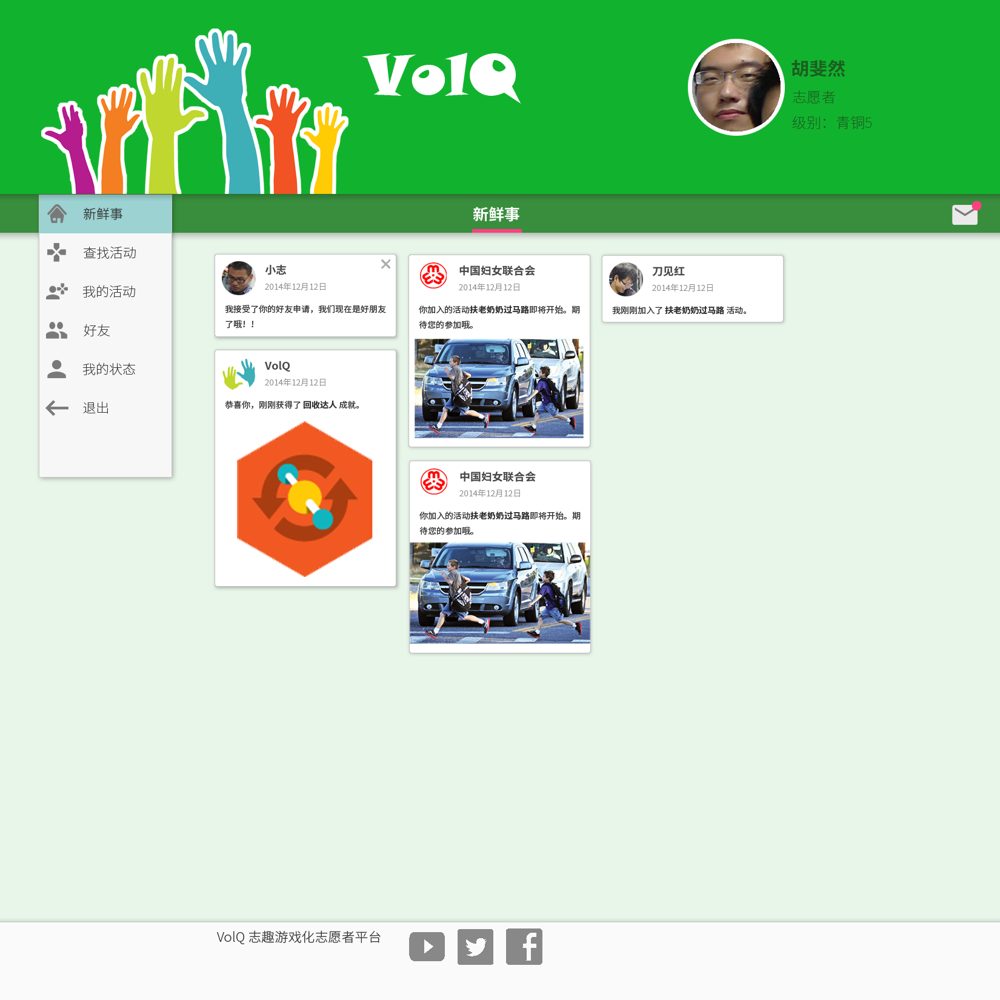 VolQ
胡斐然
志愿者
级别：青铜5
新鲜事
新鲜事
查找活动
我的活动
好友
我的状态
退出
小志
2014年12月12日
我接受了你的好友申请，我们现在是好朋友
了哦！！
VolQ
2014年12月12日
恭喜你，刚刚获得了 回收达人 成就。
中国妇女联合会
2014年12月12日
你加入的活动扶老奶奶过马路即将开始。期
待您的参加哦。
中国妇女联合会
2014年12月12日
你加入的活动扶老奶奶过马路即将开始。期
待您的参加哦。
刀见红
2014年12月12日
我刚刚加入了 扶老奶奶过马路 活动。
VolQ 志趣游戏化志愿者平台